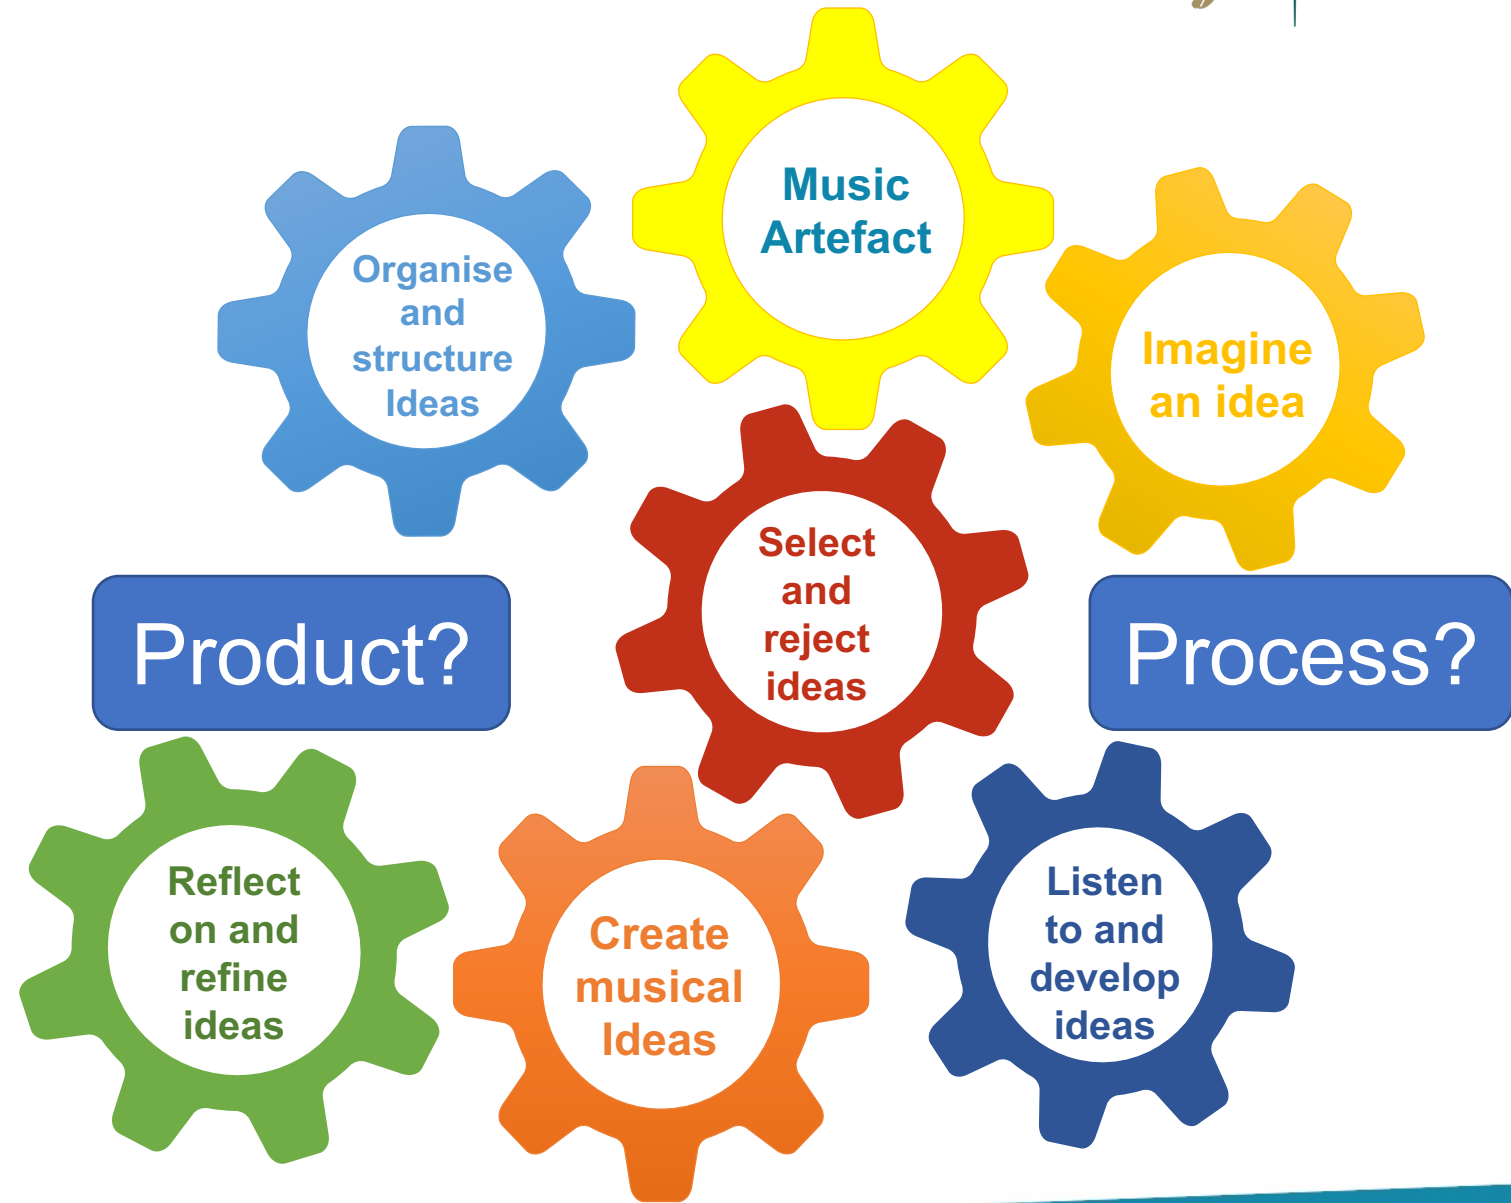 Music
Artefact
Organise
and
structure
Ideas
Imagine
an idea
Select
and
reject
ideas
Product?
Process?
Reflect
on and
refine
ideas
Create
musical
Ideas
Listen
to and
develop
ideas